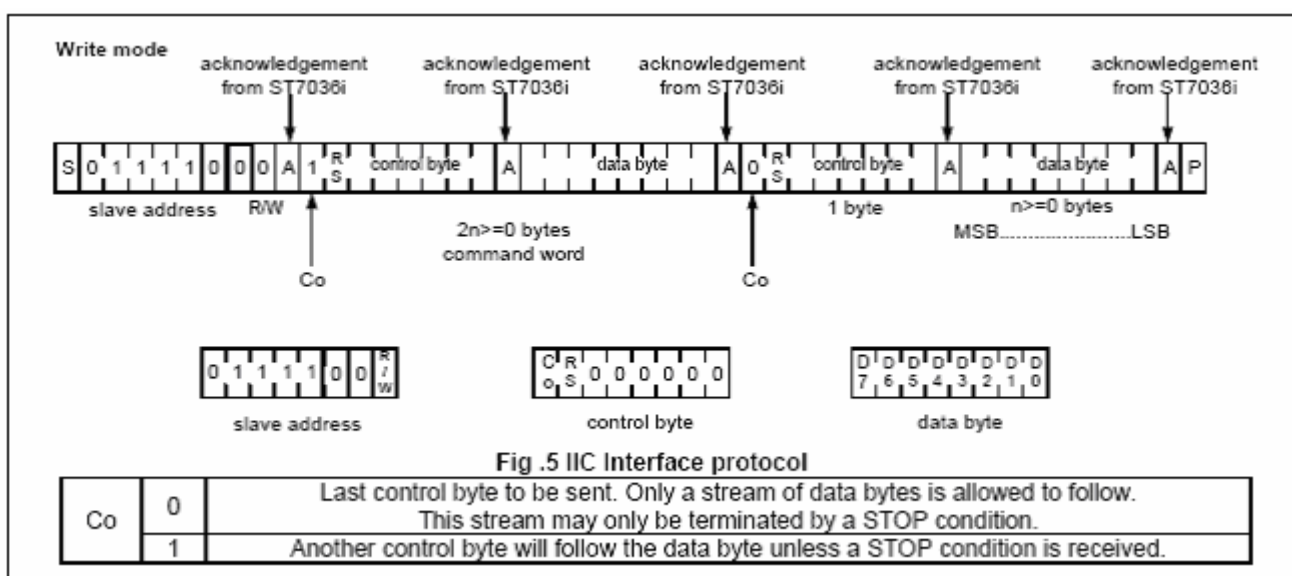 Write mode
acknowledgement acknowledgement acknowledgement acknowledgement acknowledgement
from ST7036i from ST7036i from ST7036i from ST7036i from ST7036i
S 0 1 1 1 1 0 0 0 A 1 RS control byte A data byte A 0 RS control byte A data byte A P
slave address R/W 1 byte n>=0 bytes
2n>=0 bytes MSB.......................LSB
command word
Co Co
0 1 1 1 1 0 0 R/W Co RS 0 0 0 0 0 0 D7 D6 D5 D4 D3 D2 D1 D0
slave address control byte data byte
Fig .5 IIC Interface protocol
Co 0 Last control byte to be sent. Only a stream of data bytes is allowed to follow.
This stream may only be terminated by a STOP condition.
1 Another control byte will follow the data byte unless a STOP condition is received.